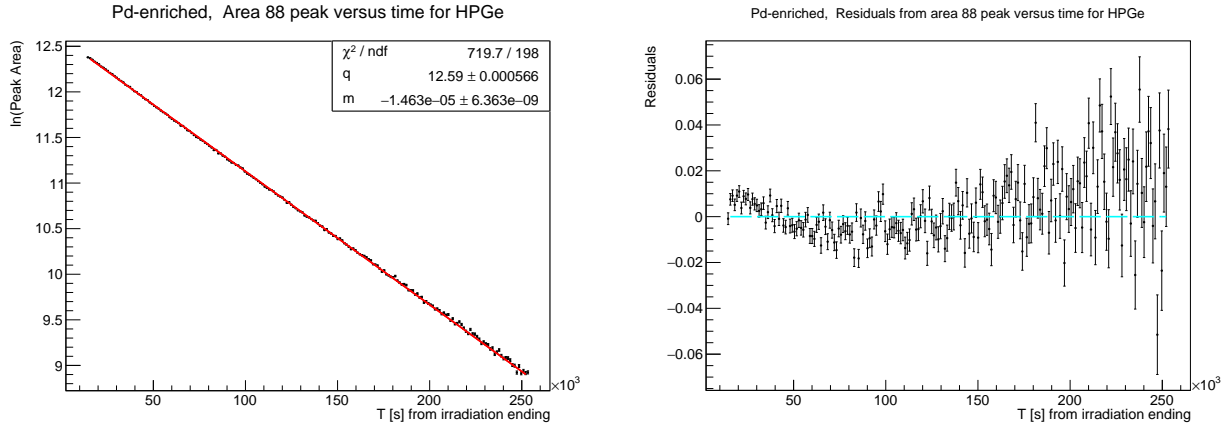 Pd-enriched, Area 88 peak versus time for HPGe
χ² / ndf 719.7 / 198
q 12.59 ± 0.000566
m −1.463e−05 ± 6.363e−09
ln(Peak Area)
12.5
12
11.5
11
10.5
10
9.5
9
50 100 150 200 250
×10³
T [s] from irradiation ending
Pd-enriched, Residuals from area 88 peak versus time for HPGe
Residuals
0.06
0.04
0.02
0
−0.02
−0.04
−0.06
50 100 150 200 250
×10³
T [s] from irradiation ending